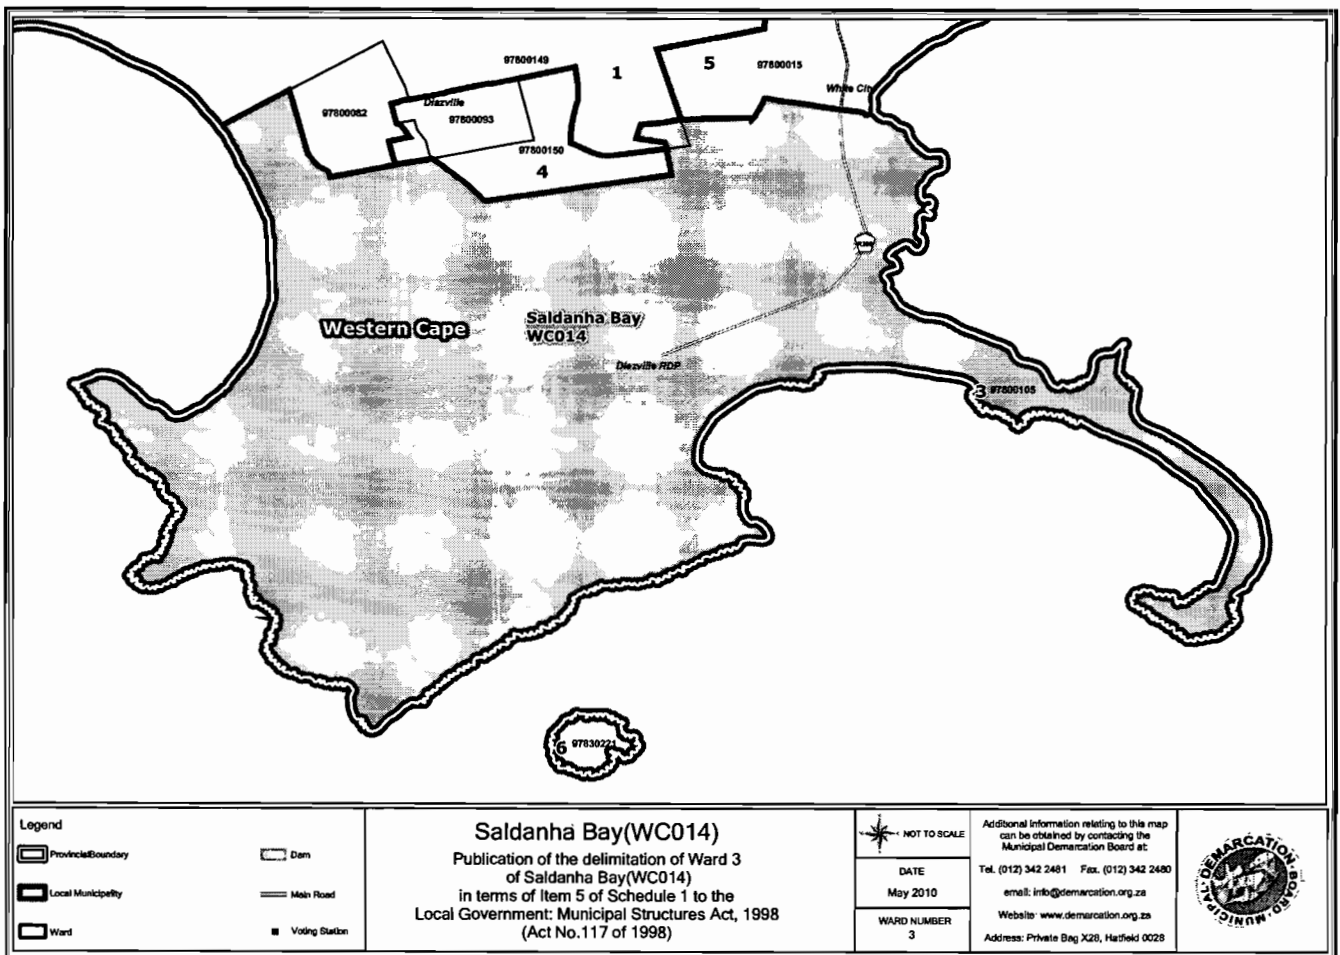 97800149
1
5
97800015
White City
Diazville
97800082
97800093
97800150
4
Western Cape
Saldanha Bay
WC014
Diazville RDP
3 97800105
6 97830221
Legend
ProvincialBoundary
Dam
Local Municipality
Main Road
Ward
Voting Station
Saldanha Bay(WC014)
Publication of the delimitation of Ward 3
of Saldanha Bay(WC014)
in terms of Item 5 of Schedule 1 to the
Local Government: Municipal Structures Act, 1998
(Act No.117 of 1998)
NOT TO SCALE
DATE
May 2010
WARD NUMBER
3
Additional information relating to this map
can be obtained by contacting the
Municipal Demarcation Board at:
Tel. (012) 342 2481 Fax. (012) 342 2480
email: info@demarcation.org.za
Website: www.demarcation.org.za
Address: Private Bag X28, Hatfield 0028
MUNICIPAL DEMARCATION BOARD